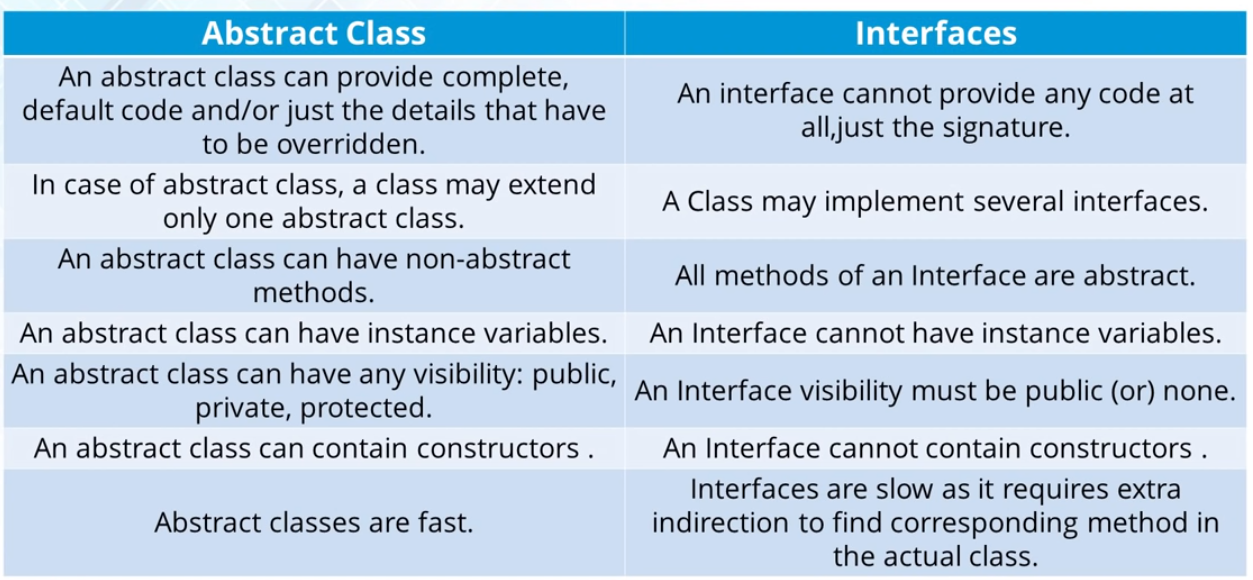 Abstract Class
Interfaces
An abstract class can provide complete,
default code and/or just the details that have
to be overridden.
An interface cannot provide any code at
all,just the signature.
In case of abstract class, a class may extend
only one abstract class.
A Class may implement several interfaces.
An abstract class can have non-abstract
methods.
All methods of an Interface are abstract.
An abstract class can have instance variables.
An Interface cannot have instance variables.
An abstract class can have any visibility: public,
private, protected.
An Interface visibility must be public (or) none.
An abstract class can contain constructors .
An Interface cannot contain constructors .
Abstract classes are fast.
Interfaces are slow as it requires extra
indirection to find corresponding method in
the actual class.